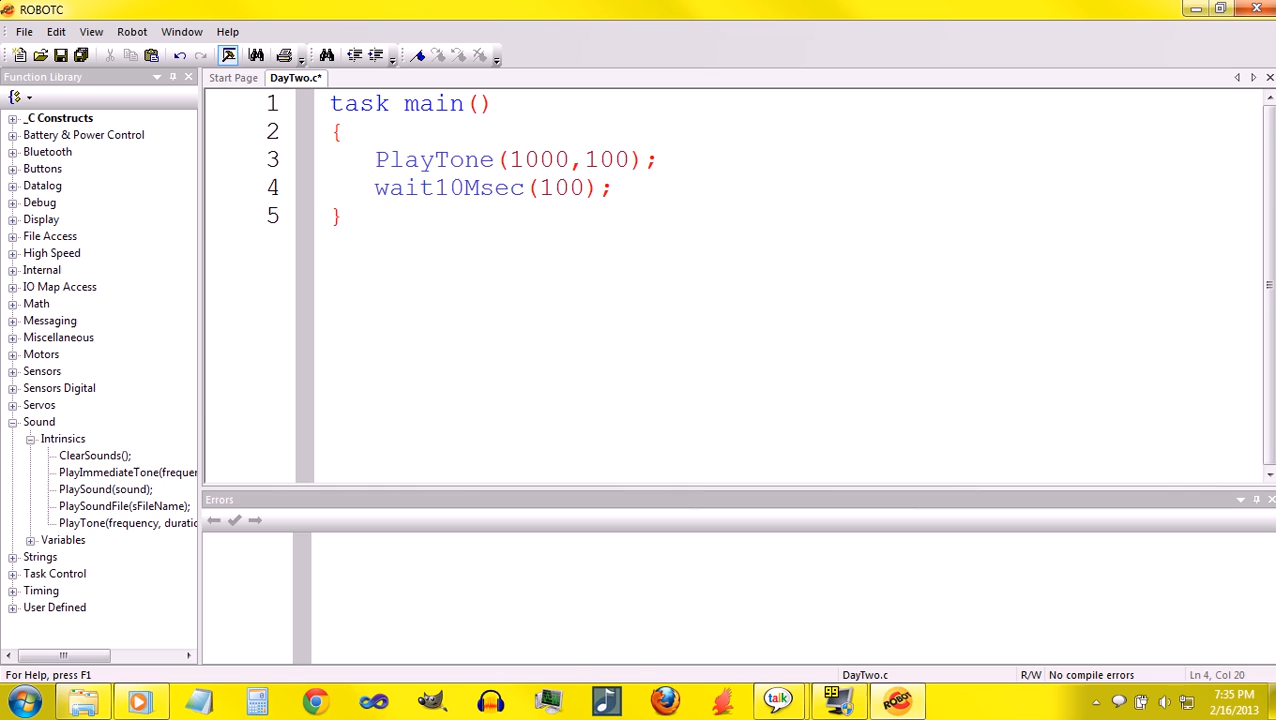 ROBOTC
File Edit View Robot Window Help
Function Library
Start Page DayTwo.c*
_C Constructs
Battery & Power Control
Bluetooth
Buttons
Datalog
Debug
Display
File Access
High Speed
Internal
IO Map Access
Math
Messaging
Miscellaneous
Motors
Sensors
Sensors Digital
Servos
Sound
Intrinsics
ClearSounds();
PlayImmediateTone(frequer
PlaySound(sound);
PlaySoundFile(sFileName);
PlayTone(frequency, duratic
Variables
Strings
Task Control
Timing
User Defined
1 task main()
2 {
3 PlayTone(1000,100);
4 wait10Msec(100);
5 }
Errors
For Help, press F1
DayTwo.c
R/W No compile errors
Ln 4, Col 20
talk
99
ROBOT
7:35 PM
2/16/2013